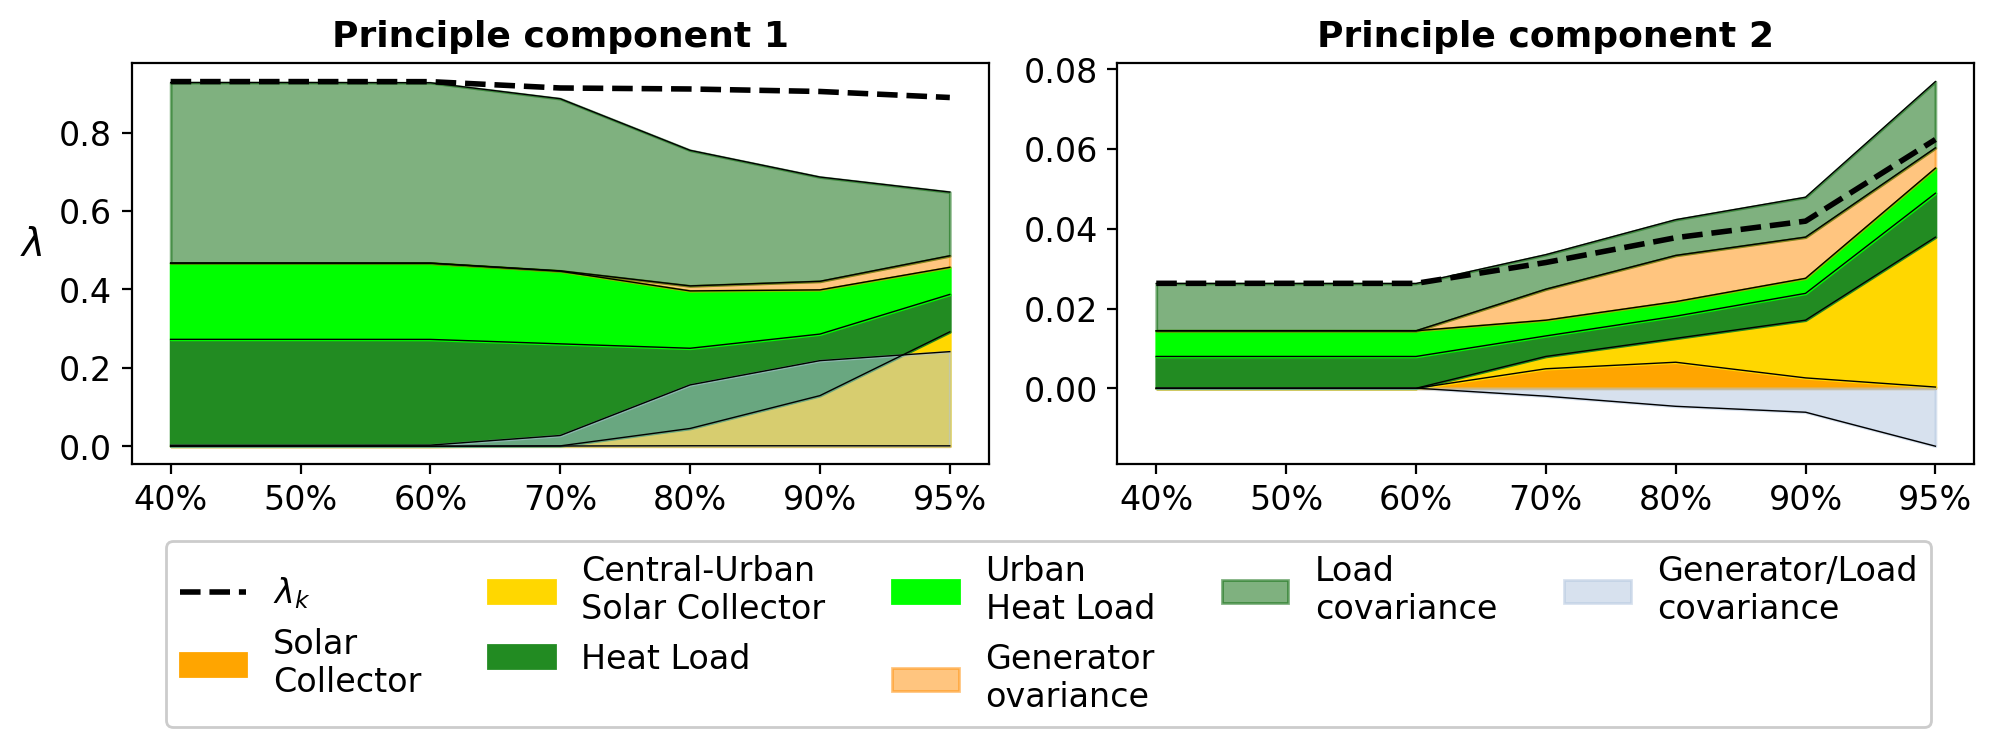 Principle component 1
Principle component 2
λ
0.8
0.6
0.4
0.2
0.0
40% 50% 60% 70% 80% 90% 95%
0.08
0.06
0.04
0.02
0.00
40% 50% 60% 70% 80% 90% 95%
λk
Solar
Collector
Central-Urban
Solar Collector
Heat Load
Urban
Heat Load
Generator
ovariance
Load
covariance
Generator/Load
covariance